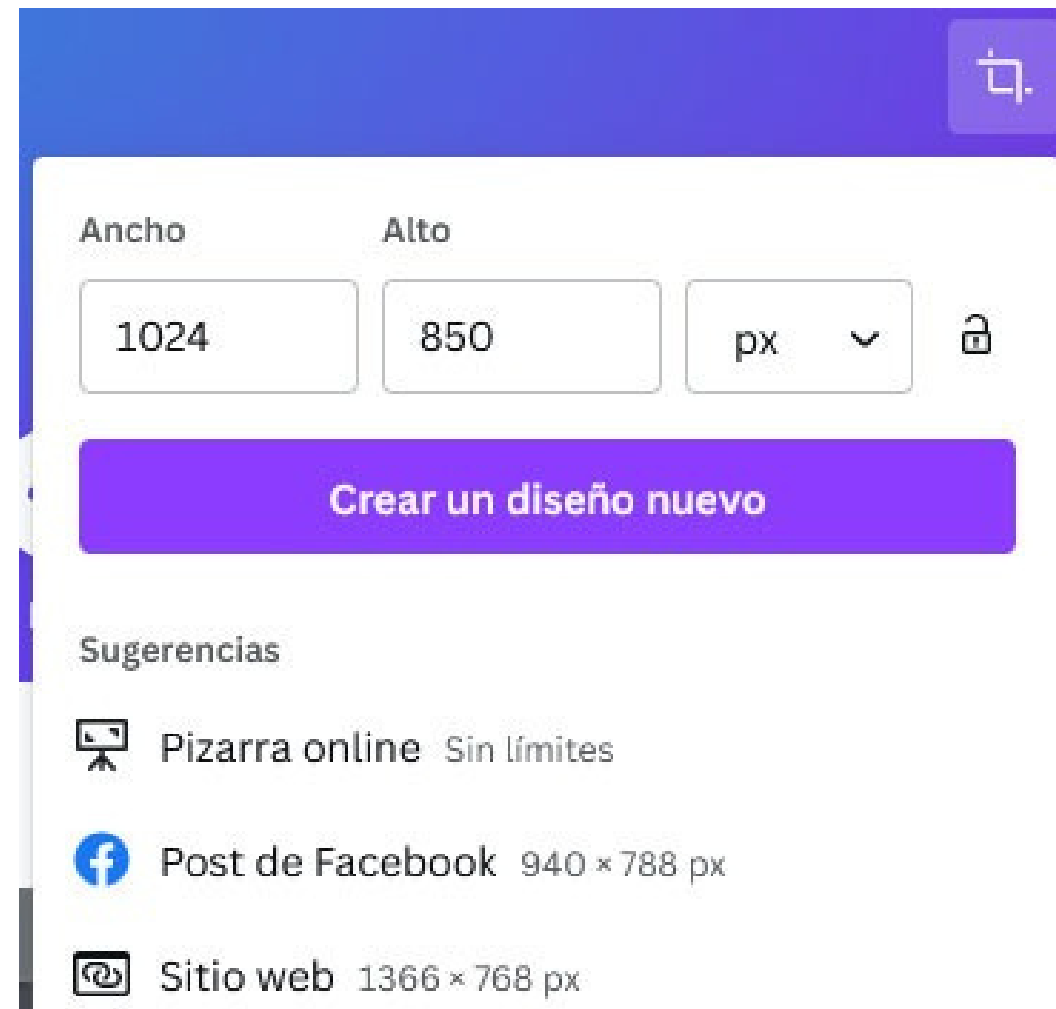 Ancho Alto
1024 850 px
Crear un diseño nuevo
Sugerencias
Pizarra online Sin límites
Post de Facebook 940 × 788 px
Sitio web 1366 × 768 px